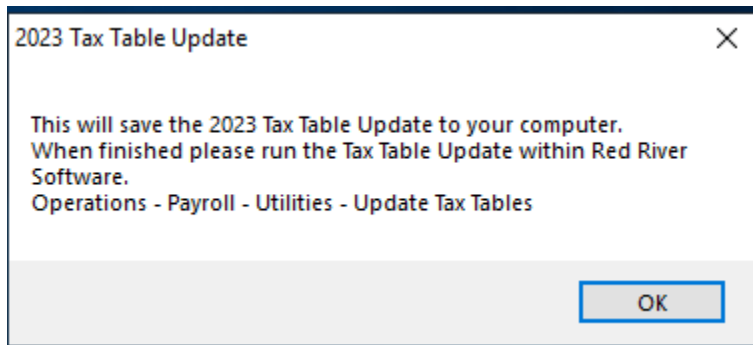 2023 Tax Table Update
This will save the 2023 Tax Table Update to your computer.
When finished please run the Tax Table Update within Red River
Software.
Operations - Payroll - Utilities - Update Tax Tables
OK